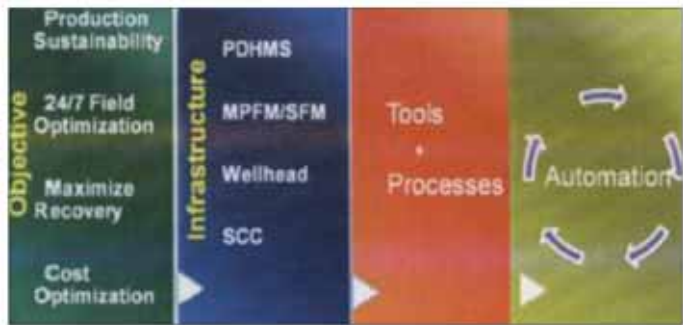 Objective
Production
Sustainability
24/7 Field
Optimization
Maximize
Recovery
Cost
Optimization
Infrastructure
PDHMS
MPFM/SFM
Wellhead
SCC
Tools
+
Processes
Automation